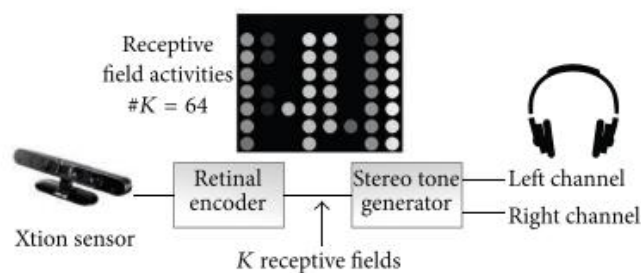 Receptive
field activities
#K = 64
Xtion sensor
Retinal
encoder
Stereo tone
generator
Left channel
Right channel
K receptive fields